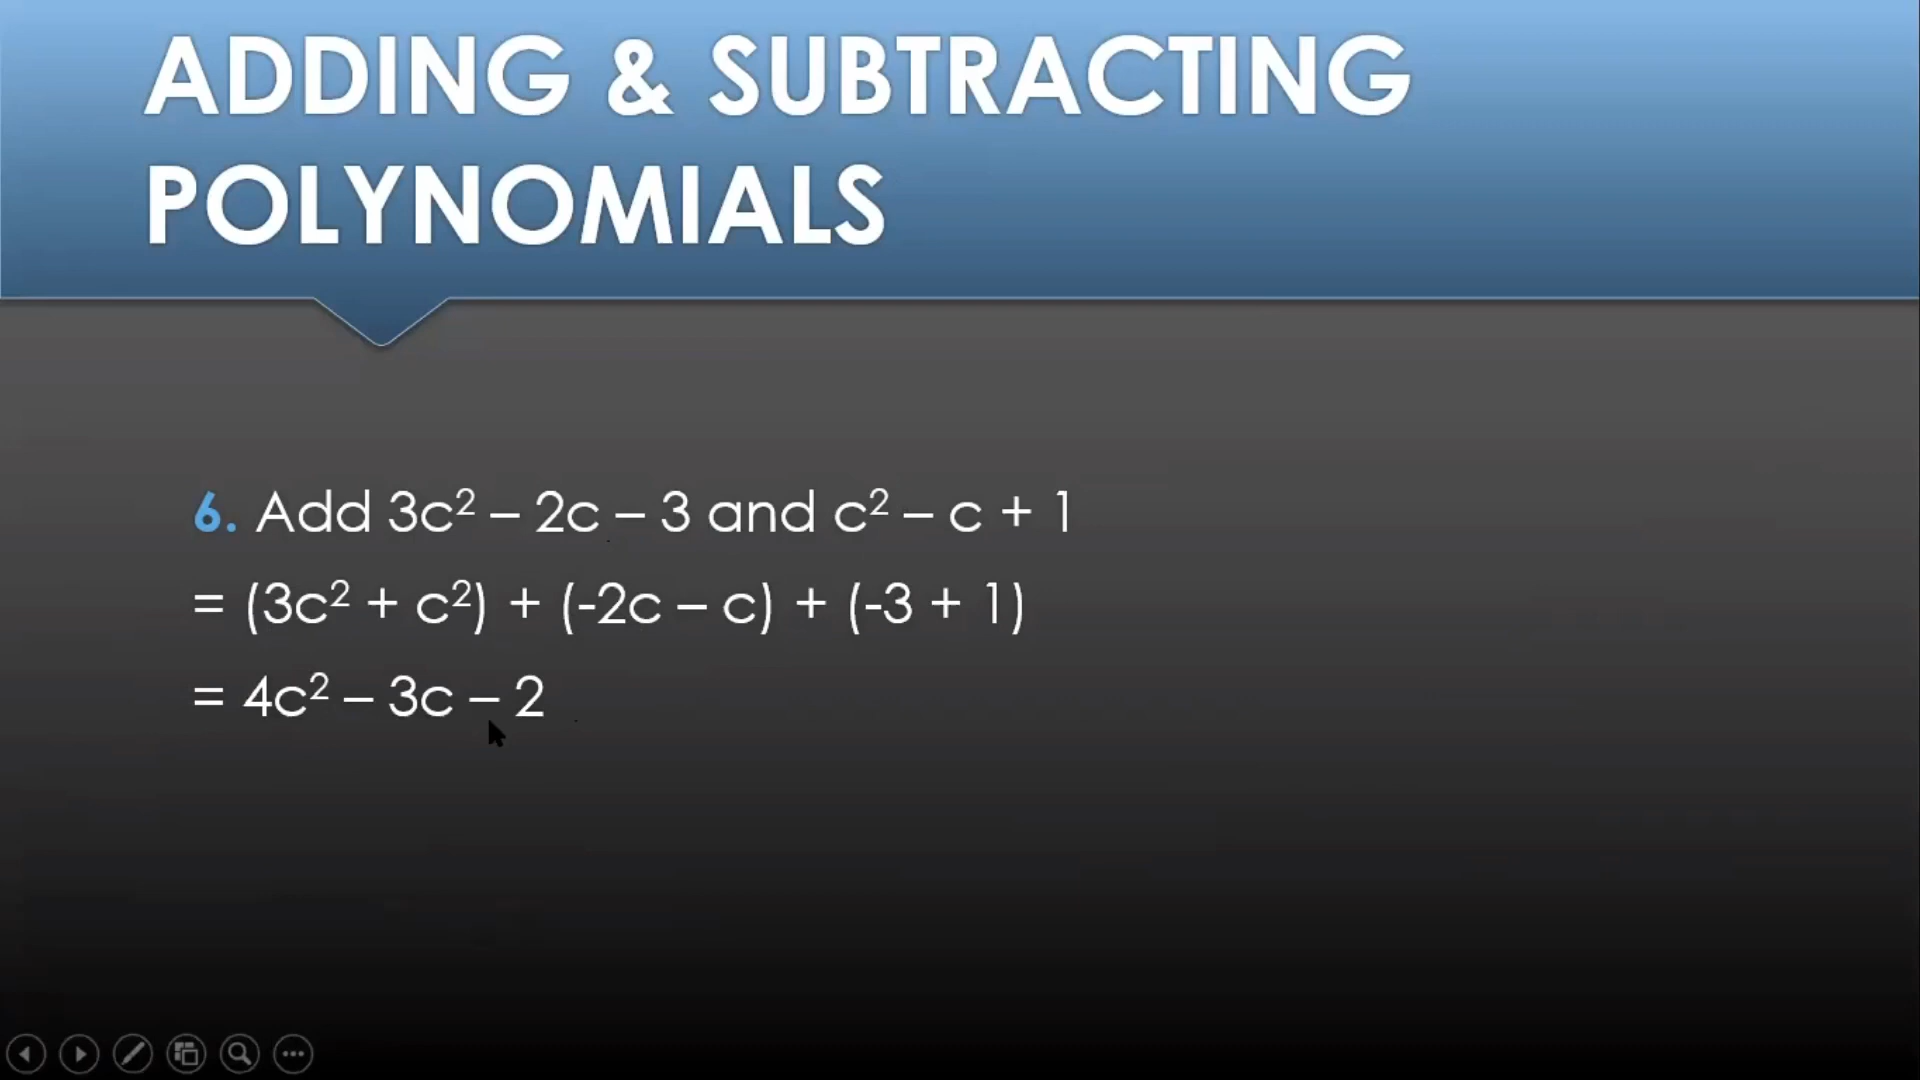 ADDING & SUBTRACTING
POLYNOMIALS
6. Add 3c² – 2c – 3 and c² – c + 1
= (3c² + c²) + (-2c – c) + (-3 + 1)
= 4c² – 3c – 2